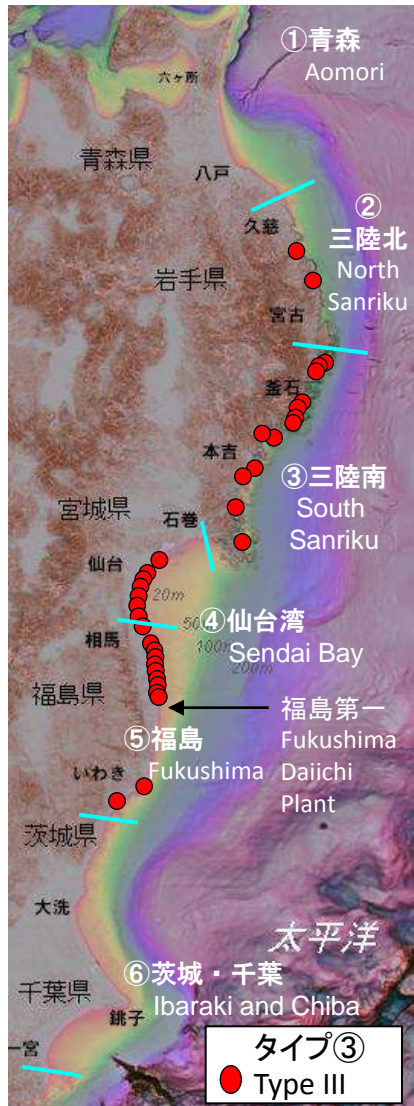 ①青森
Aomori
六ヶ所
青森県
八戸
②
三陸北
North
Sanriku
久慈
岩手県
宮古
釜石
本吉
③三陸南
South
Sanriku
宮城県
石巻
仙台
20m
50m
④仙台湾
Sendai Bay
相馬
100m
200m
福島県
福島第一
Fukushima
Daiichi
Plant
⑤福島
Fukushima
いわき
茨城県
大洗
太平洋
⑥茨城・千葉
Ibaraki and Chiba
千葉県
銚子
一宮
タイプ③
Type III